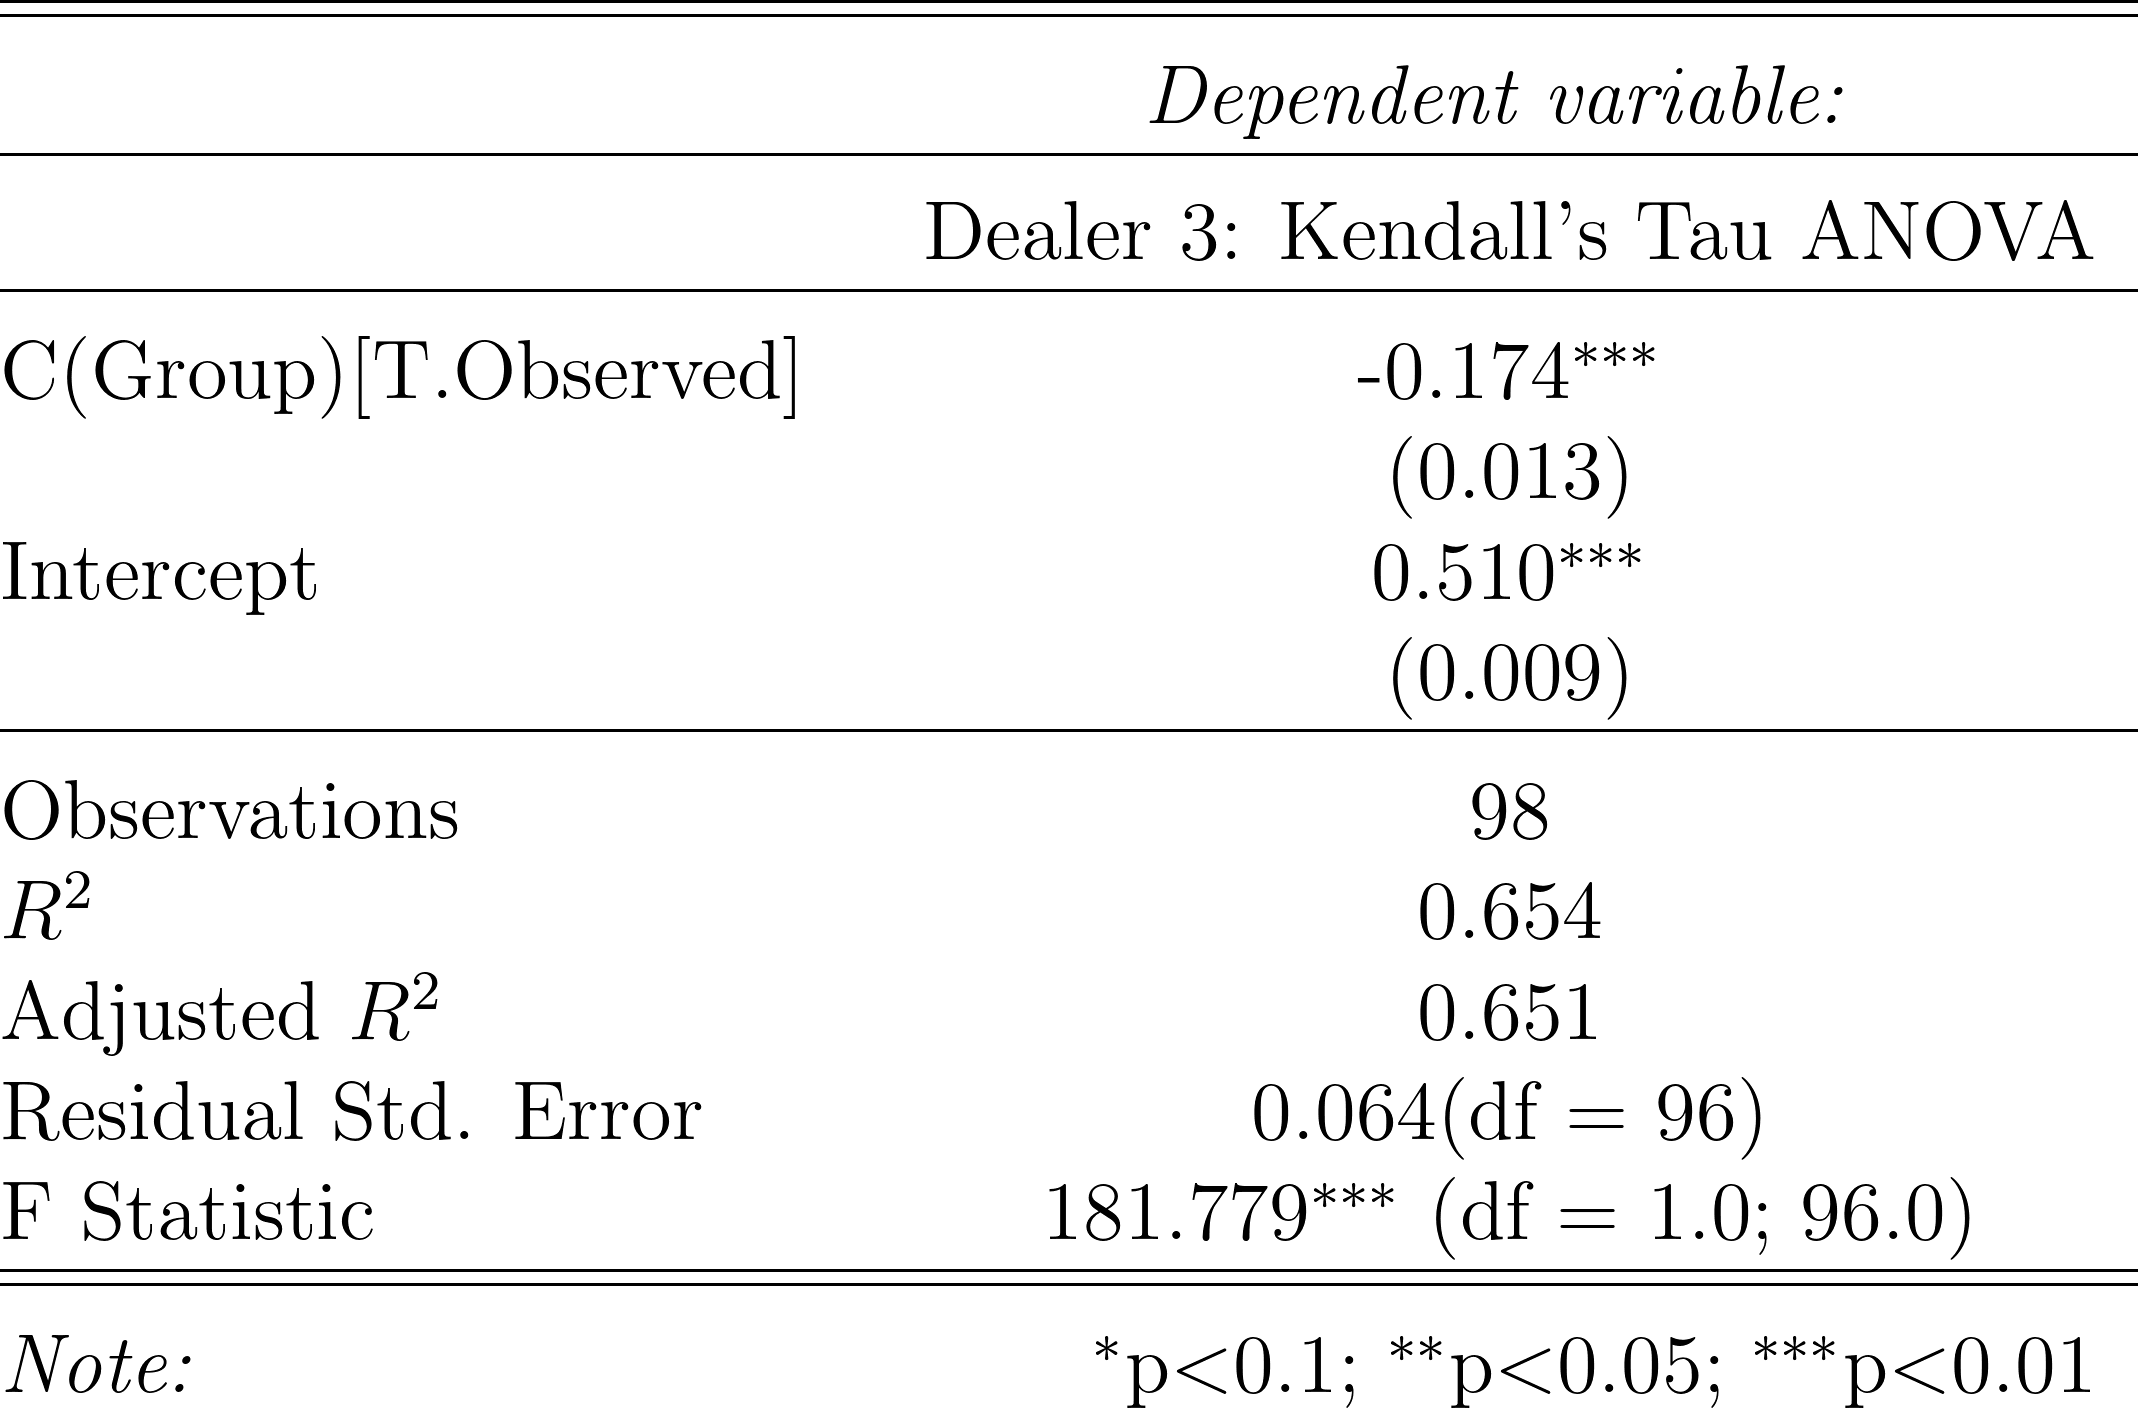 Dependent variable:
Dealer 3: Kendall's Tau ANOVA
C(Group)[T.Observed] -0.174***
(0.013)
Intercept 0.510***
(0.009)
Observations 98
R² 0.654
Adjusted R² 0.651
Residual Std. Error 0.064(df = 96)
F Statistic 181.779*** (df = 1.0; 96.0)
Note: *p<0.1; **p<0.05; ***p<0.01